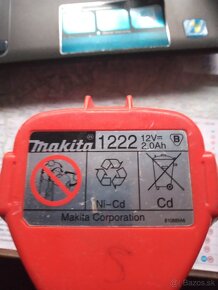 makita 1222 12V= 2.0Ah B
Ni-Cd Cd
Makita Corporation
bazos.sk